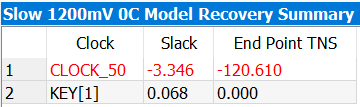 Slow 1200mV 0C Model Recovery Summary
Clock Slack End Point TNS
1 CLOCK_50 -3.346 -120.610
2 KEY[1] 0.068 0.000